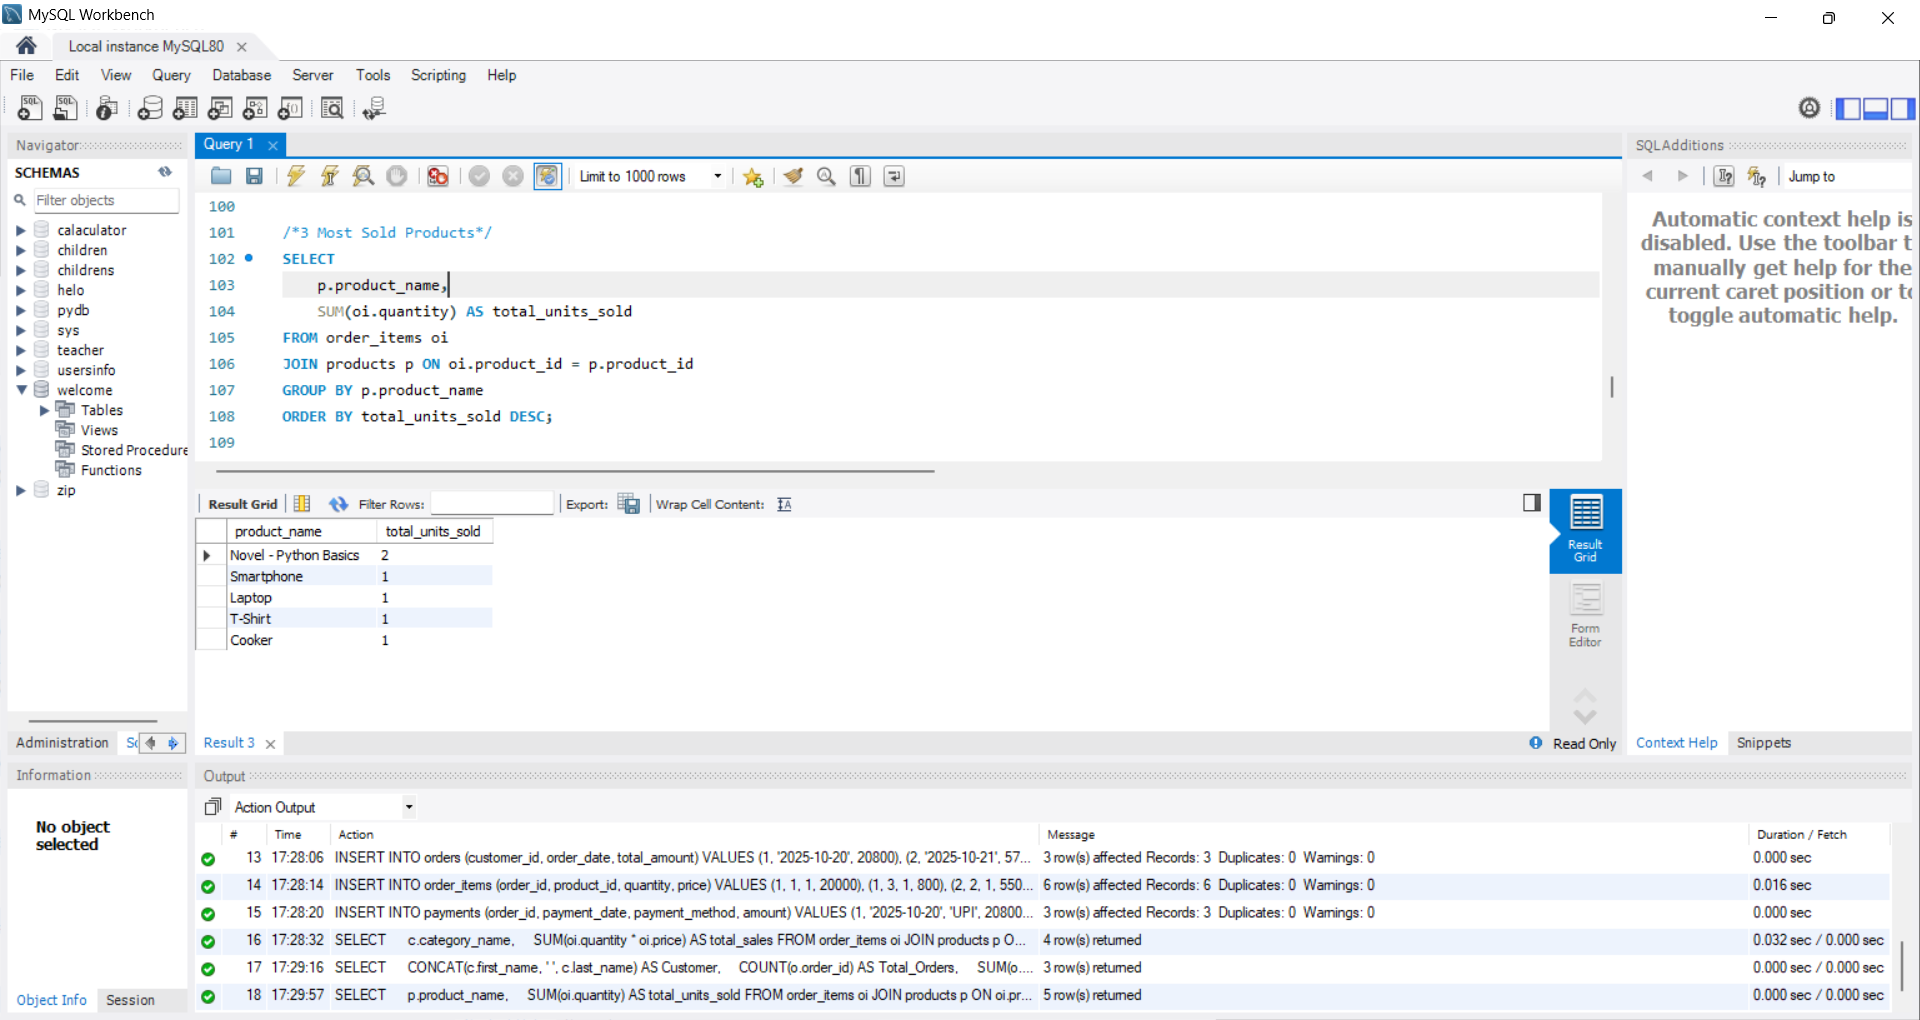 MySQL Workbench
Local instance MySQL80
File Edit View Query Database Server Tools Scripting Help
Navigator
SCHEMAS
Filter objects
calaculator
children
childrens
helo
pydb
sys
teacher
usersinfo
welcome
Tables
Views
Stored Procedure
Functions
zip
Administration
Information
No object
selected
Object Info Session
Query 1
Limit to 1000 rows
100
101 /*3 Most Sold Products*/
102 SELECT
103 p.product_name,
104 SUM(oi.quantity) AS total_units_sold
105 FROM order_items oi
106 JOIN products p ON oi.product_id = p.product_id
107 GROUP BY p.product_name
108 ORDER BY total_units_sold DESC;
109
Result Grid Filter Rows: Export: Wrap Cell Content:
product_name total_units_sold
Novel - Python Basics 2
Smartphone 1
Laptop 1
T-Shirt 1
Cooker 1
Result
Grid
Form
Editor
Result 3 Read Only
SQLAdditions
Jump to
Automatic context help is
disabled. Use the toolbar t
manually get help for the
current caret position or to
toggle automatic help.
Context Help Snippets
Output
Action Output
# Time Action Message Duration / Fetch
13 17:28:06 INSERT INTO orders (customer_id, order_date, total_amount) VALUES (1, '2025-10-20', 20800), (2, '2025-10-21', 57... 3 row(s) affected Records: 3 Duplicates: 0 Warnings: 0 0.000 sec
14 17:28:14 INSERT INTO order_items (order_id, product_id, quantity, price) VALUES (1, 1, 1, 20000), (1, 3, 1, 800), (2, 2, 1, 550... 6 row(s) affected Records: 6 Duplicates: 0 Warnings: 0 0.016 sec
15 17:28:20 INSERT INTO payments (order_id, payment_date, payment_method, amount) VALUES (1, '2025-10-20', 'UPI', 20800... 3 row(s) affected Records: 3 Duplicates: 0 Warnings: 0 0.000 sec
16 17:28:32 SELECT c.category_name, SUM(oi.quantity * oi.price) AS total_sales FROM order_items oi JOIN products p O... 4 row(s) returned 0.032 sec / 0.000 sec
17 17:29:16 SELECT CONCAT(c.first_name, ' ', c.last_name) AS Customer, COUNT(o.order_id) AS Total_Orders, SUM(o.... 3 row(s) returned 0.000 sec / 0.000 sec
18 17:29:57 SELECT p.product_name, SUM(oi.quantity) AS total_units_sold FROM order_items oi JOIN products p ON oi.pr... 5 row(s) returned 0.000 sec / 0.000 sec